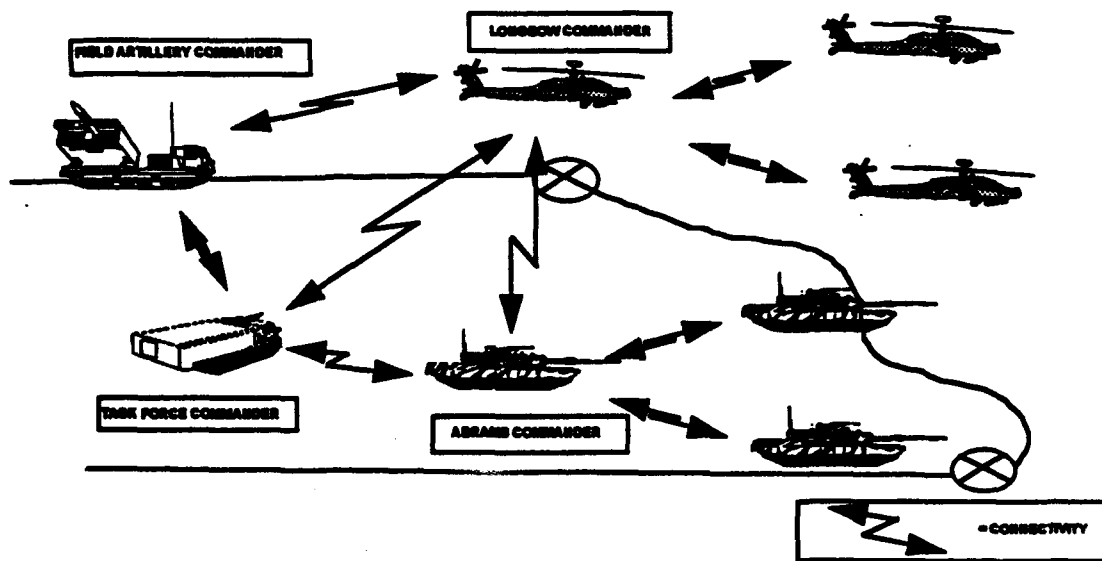 FIELD ARTILLERY COMMANDER
LONGBOW COMMANDER
TASK FORCE COMMANDER
ABRAMS COMMANDER
= CONNECTIVITY